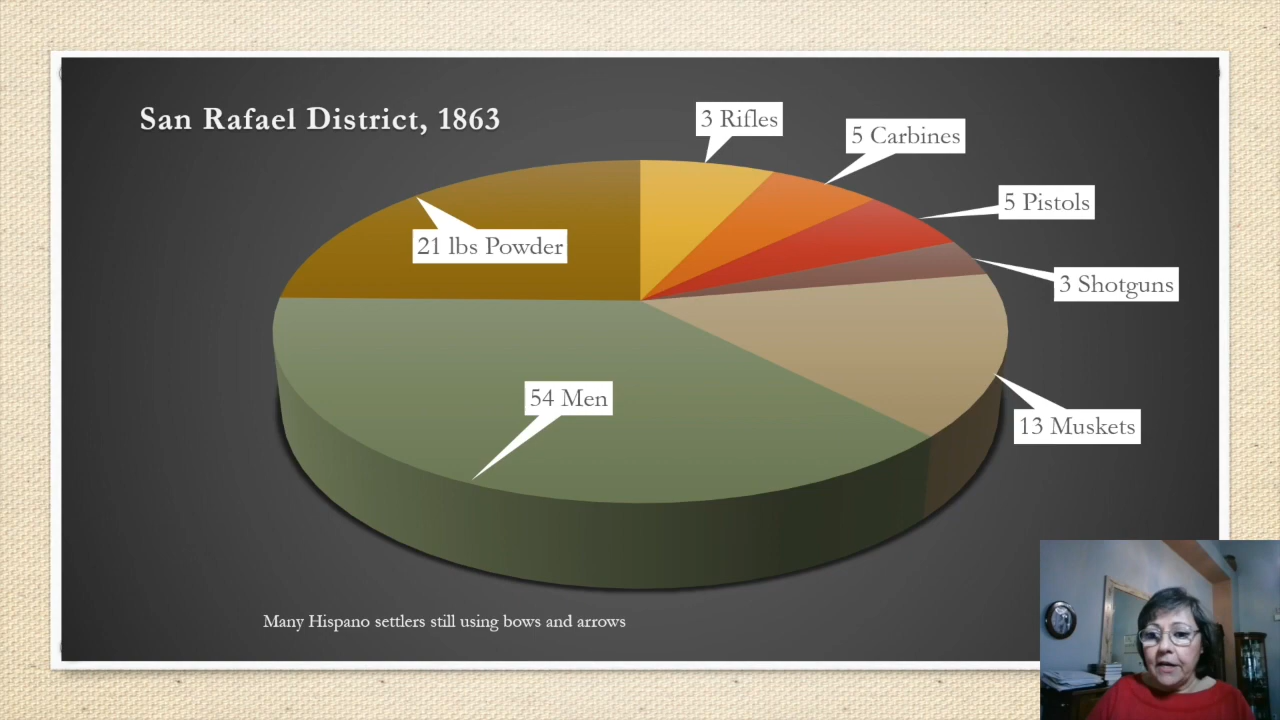 San Rafael District, 1863
3 Rifles
5 Carbines
5 Pistols
21 lbs Powder
3 Shotguns
54 Men
13 Muskets
Many Hispano settlers still using bows and arrows